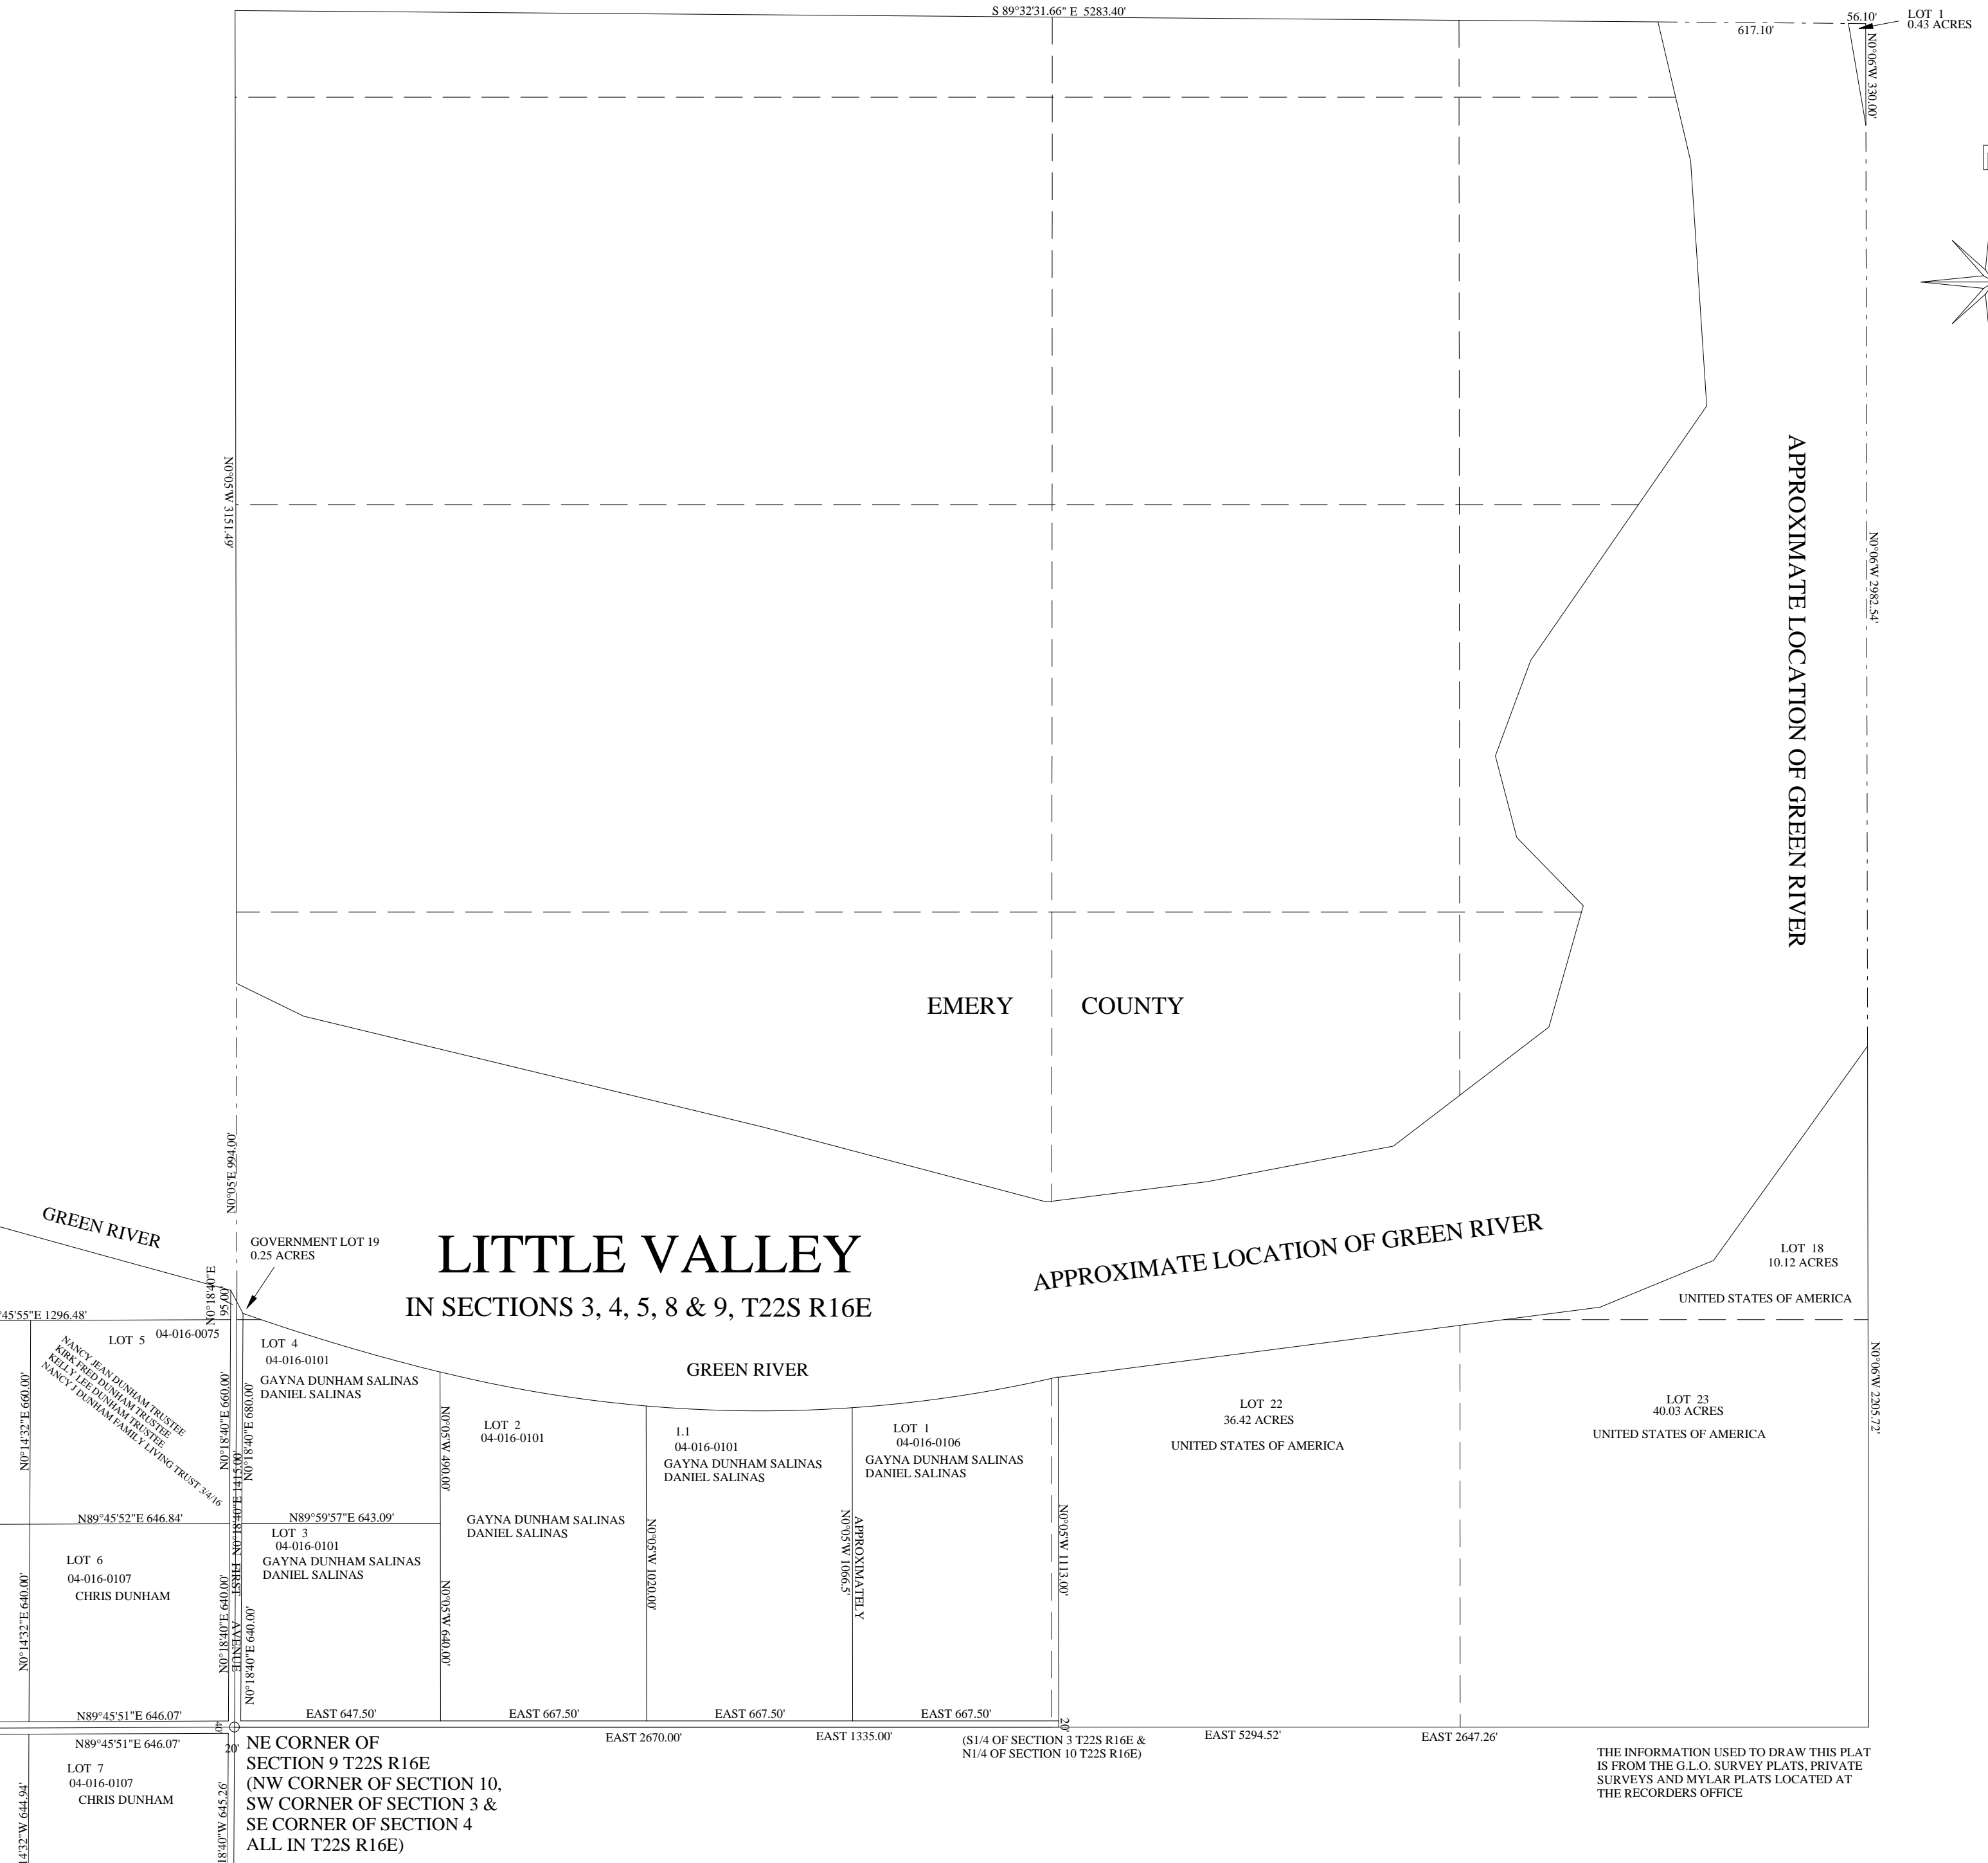 S 89°32'31.66" E 5283.40'
56.10'
LOT 1
0.43 ACRES
617.10'
N0°06'W 330.00'
N0°05'W 3151.49'
N0°06'W 2982.54'
APPROXIMATE LOCATION OF GREEN RIVER
EMERY COUNTY
N0°05'E 994.00'
GREEN RIVER
GOVERNMENT LOT 19
0.25 ACRES
LITTLE VALLEY
IN SECTIONS 3, 4, 5, 8 & 9, T22S R16E
APPROXIMATE LOCATION OF GREEN RIVER
LOT 18
10.12 ACRES
UNITED STATES OF AMERICA
N0°18'40"E
95.00'
°45'55"E 1296.48'
LOT 5
04-016-0075
NANCY JEAN DUNHAM TRUSTEE
KIRK FRED DUNHAM TRUSTEE
KELLY LEE DUNHAM TRUSTEE
NANCY J DUNHAM FAMILY LIVING TRUST 3/4/16
N0°14'32"E 660.00'
N0°18'40"E 660.00'
N0°18'40"E 680.00'
N0°18'40"E 1415.00'
FIRST AVENUE
LOT 4
04-016-0101
GAYNA DUNHAM SALINAS
DANIEL SALINAS
GREEN RIVER
N0°05'W 490.00'
LOT 2
04-016-0101
GAYNA DUNHAM SALINAS
DANIEL SALINAS
1.1
04-016-0101
GAYNA DUNHAM SALINAS
DANIEL SALINAS
LOT 1
04-016-0106
GAYNA DUNHAM SALINAS
DANIEL SALINAS
LOT 22
36.42 ACRES
UNITED STATES OF AMERICA
LOT 23
40.03 ACRES
UNITED STATES OF AMERICA
N0°06'W 2205.72'
N89°45'52"E 646.84'
N89°59'57"E 643.09'
LOT 3
04-016-0101
GAYNA DUNHAM SALINAS
DANIEL SALINAS
LOT 6
04-016-0107
CHRIS DUNHAM
N0°14'32"E 640.00'
N0°18'40"E 640.00'
N0°18'40"E 640.00'
N0°05'W 640.00'
N0°05'W 1020.00'
N0°05'W 1066.5'
APPROXIMATELY
N0°05'W 1113.00'
N89°45'51"E 646.07'
40'
EAST 647.50'
EAST 667.50'
EAST 667.50'
EAST 667.50'
20'
N89°45'51"E 646.07'
20'
EAST 2670.00'
EAST 1335.00'
(S1/4 OF SECTION 3 T22S R16E &
N1/4 OF SECTION 10 T22S R16E)
EAST 5294.52'
EAST 2647.26'
NE CORNER OF
SECTION 9 T22S R16E
(NW CORNER OF SECTION 10,
SW CORNER OF SECTION 3 &
SE CORNER OF SECTION 4
ALL IN T22S R16E)
LOT 7
04-016-0107
CHRIS DUNHAM
14'32"W 644.94'
18'40"W 645.26'
THE INFORMATION USED TO DRAW THIS PLAT
IS FROM THE G.L.O. SURVEY PLATS, PRIVATE
SURVEYS AND MYLAR PLATS LOCATED AT
THE RECORDERS OFFICE